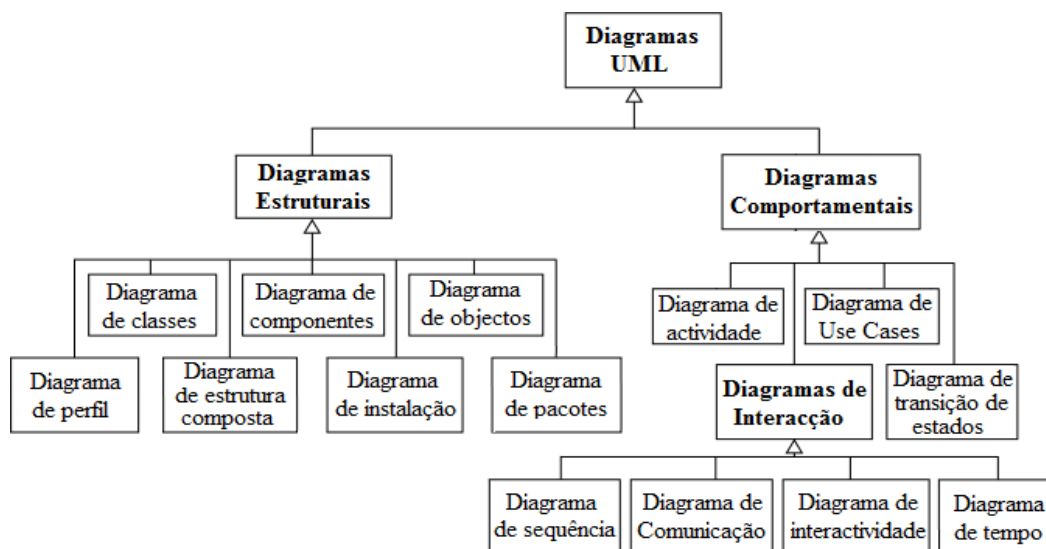 Diagramas
UML
Diagramas
Estruturais
Diagramas
Comportamentais
Diagrama
de classes
Diagrama de
componentes
Diagrama
de objectos
Diagrama de
actividade
Diagrama de
Use Cases
Diagrama
de perfil
Diagrama
de estrutura
composta
Diagrama
de instalação
Diagrama
de pacotes
Diagramas de
Interacção
Diagrama de
transição de
estados
Diagrama
de sequência
Diagrama de
Comunicação
Diagrama de
interactividade
Diagrama
de tempo